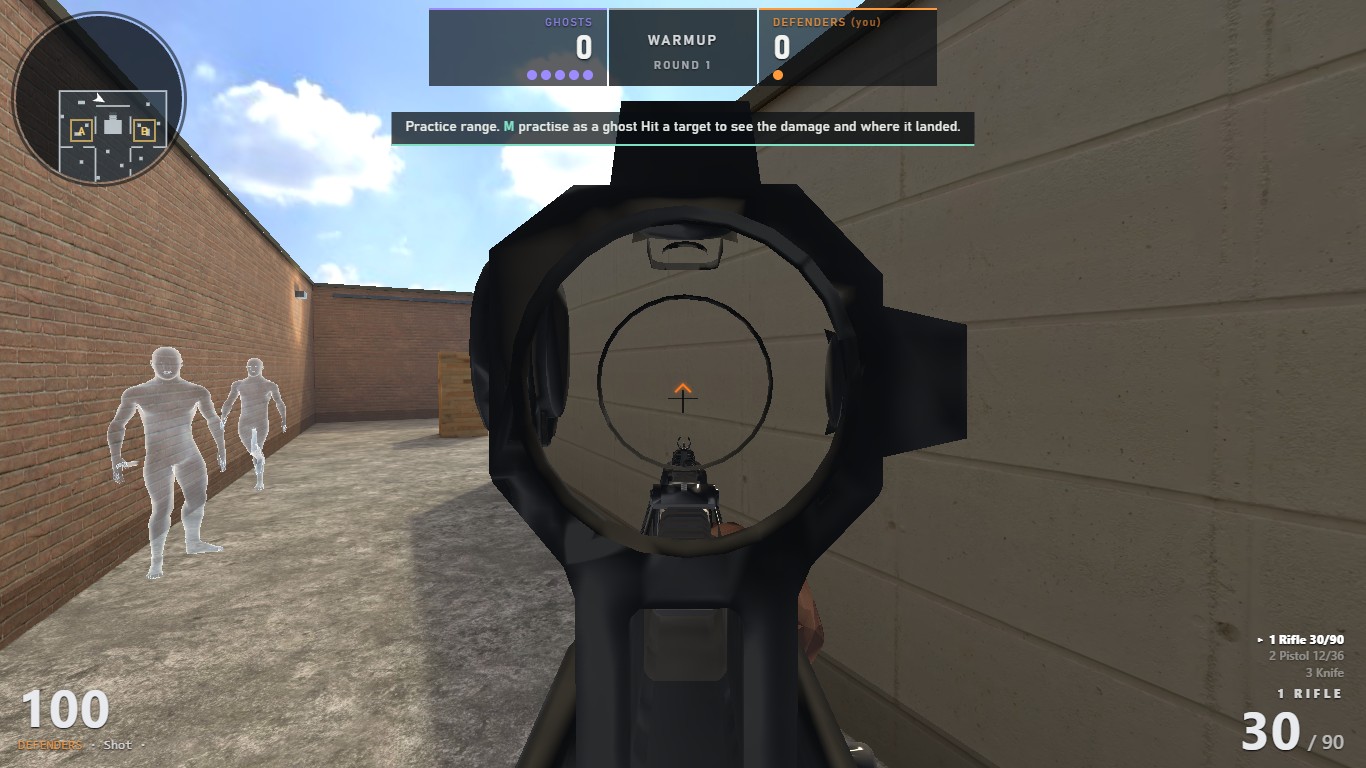 GHOSTS
0
WARMUP
ROUND 1
DEFENDERS (you)
0
Practice range. M practise as a ghost Hit a target to see the damage and where it landed.
A
B
▸ 1 Rifle 30/90
2 Pistol 12/36
3 Knife
1 RIFLE
30 / 90
100
DEFENDERS · Shot ·